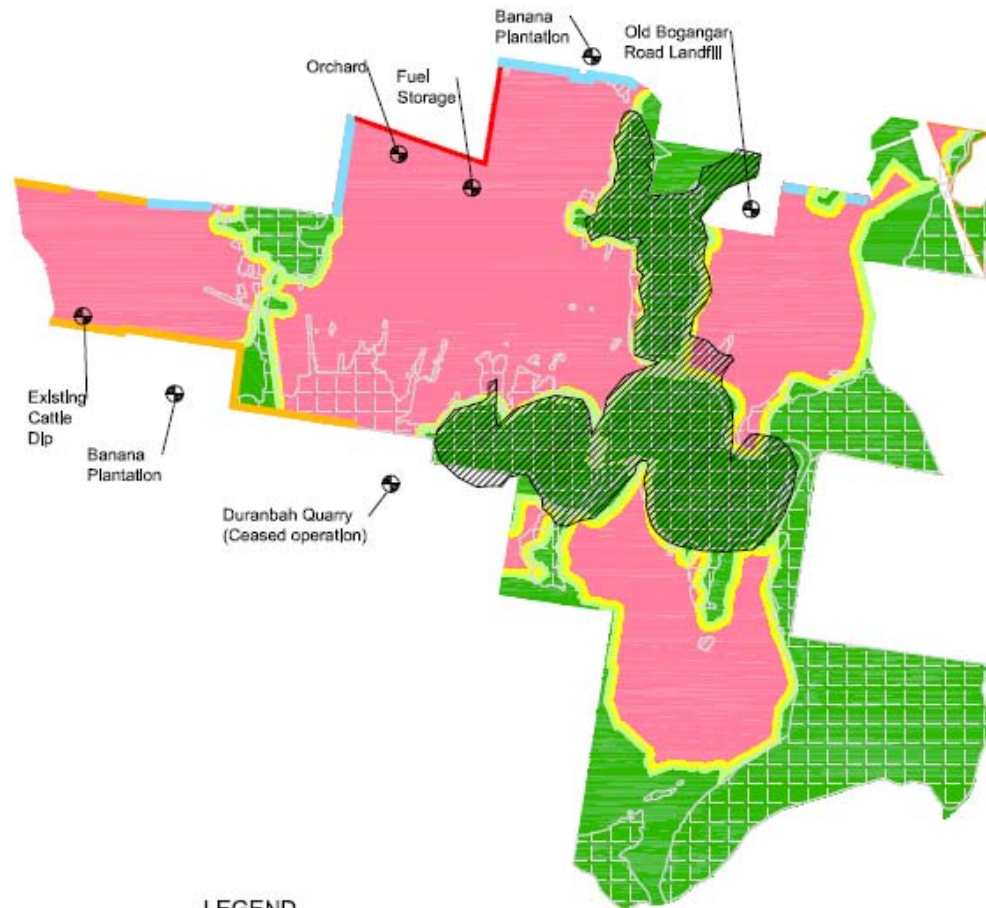 Banana
Plantation
Old Bogangar
Road Landfill
Orchard
Fuel
Storage
Existing
Cattle
Dip
Banana
Plantation
Duranbah Quarry
(Ceased operation)
LEGEND